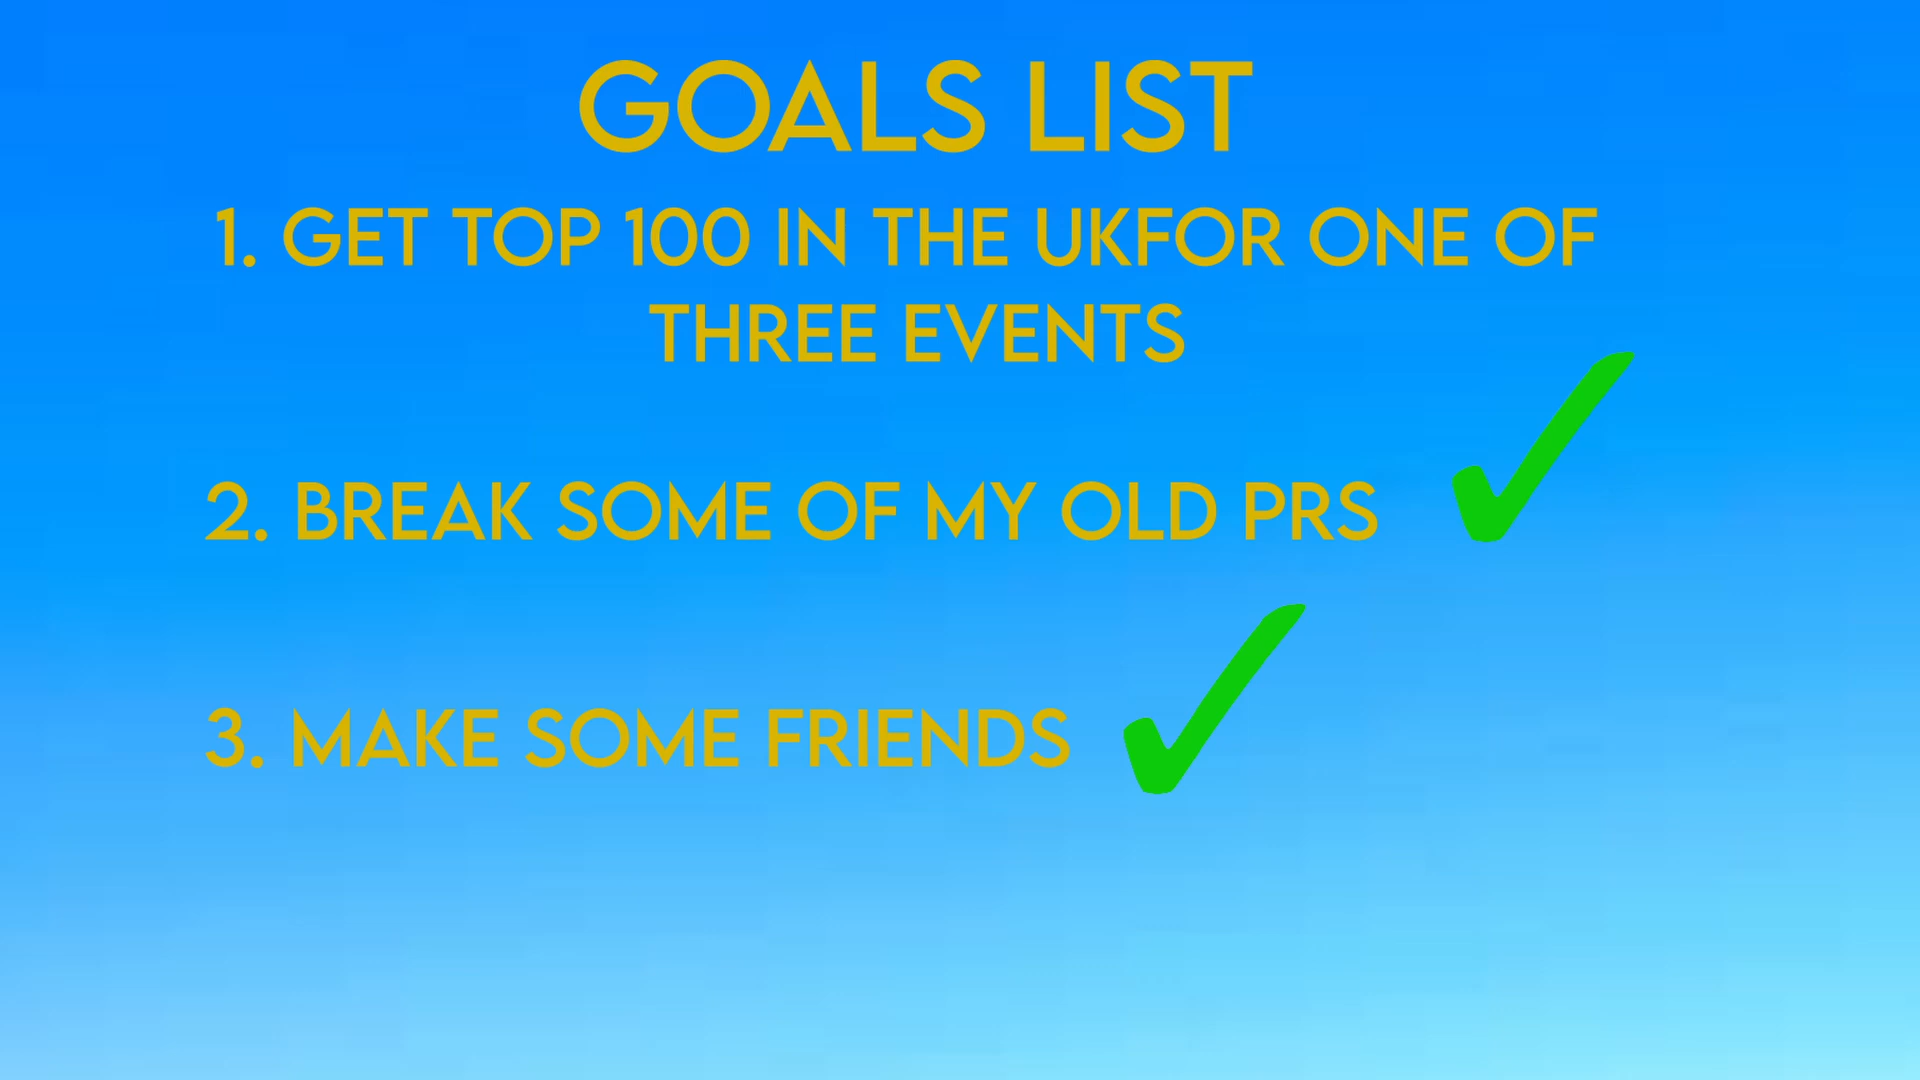 GOALS LIST
1. GET TOP 100 IN THE UKFOR ONE OF
THREE EVENTS
2. BREAK SOME OF MY OLD PRS
3. MAKE SOME FRIENDS